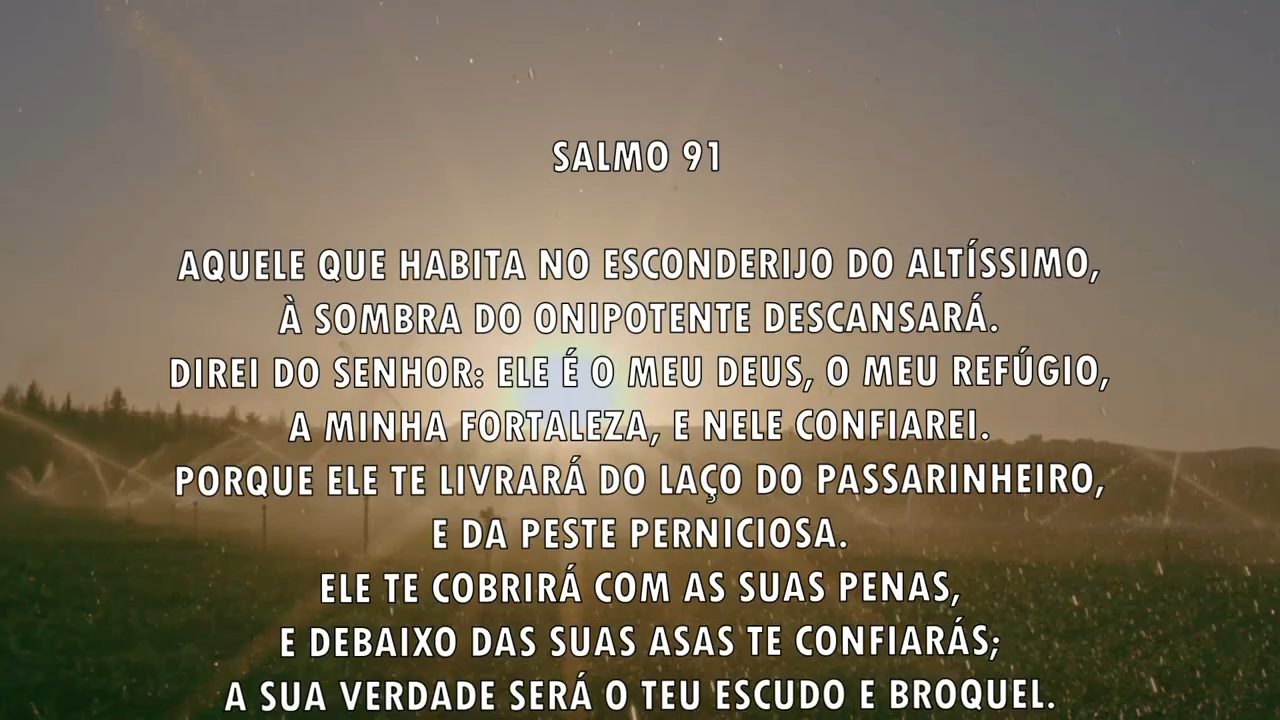 SALMO 91
AQUELE QUE HABITA NO ESCONDERIJO DO ALTÍSSIMO,
À SOMBRA DO ONIPOTENTE DESCANSARÁ.
DIREI DO SENHOR: ELE É O MEU DEUS, O MEU REFÚGIO,
A MINHA FORTALEZA, E NELE CONFIAREI.
PORQUE ELE TE LIVRARÁ DO LAÇO DO PASSARINHEIRO,
E DA PESTE PERNICIOSA.
ELE TE COBRIRÁ COM AS SUAS PENAS,
E DEBAIXO DAS SUAS ASAS TE CONFIARÁS;
A SUA VERDADE SERÁ O TEU ESCUDO E BROQUEL.